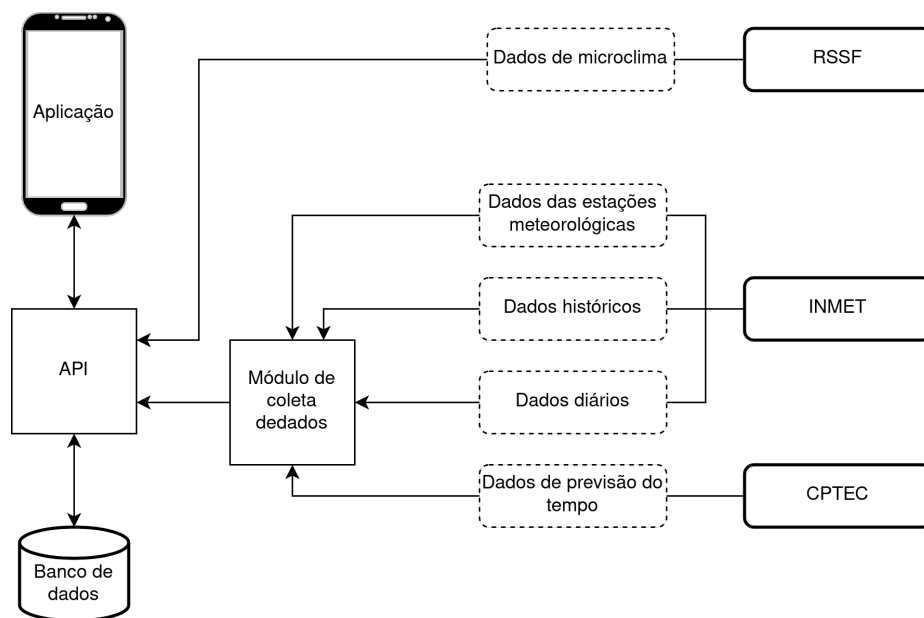 Dados de microclima
RSSF
Aplicação
Dados das estações
meteorológicas
Dados históricos
INMET
API
Módulo de
coleta
dedados
Dados diários
Dados de previsão do
tempo
CPTEC
Banco de
dados